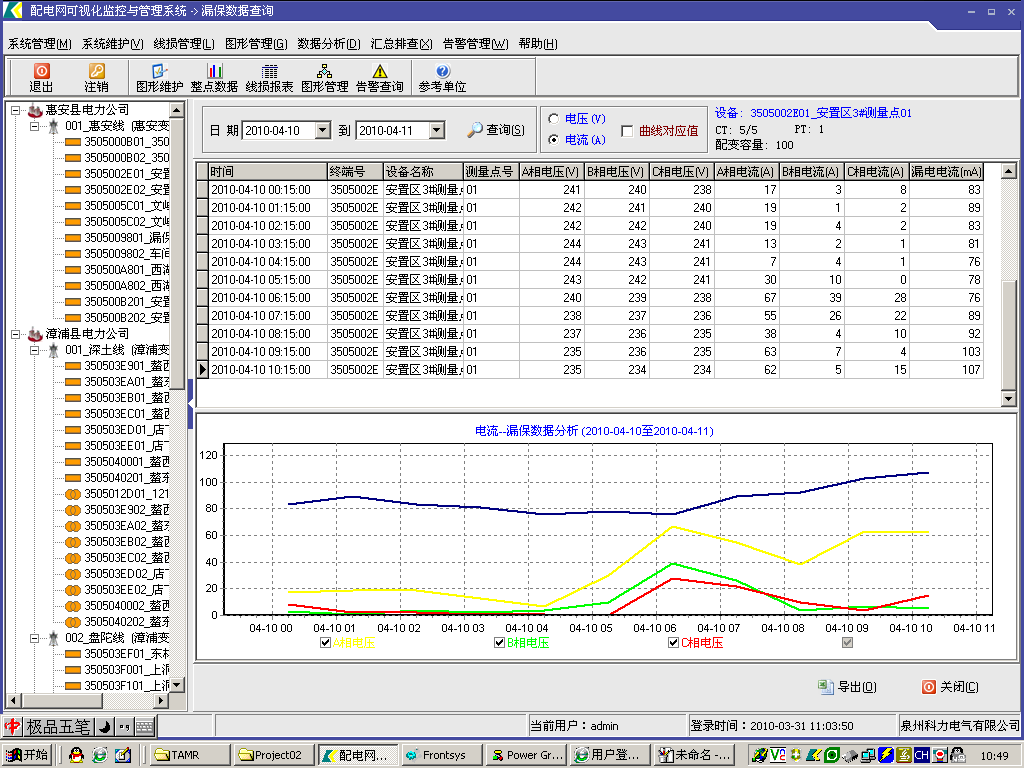 配电网可视化监控与管理系统 -> 漏保数据查询
系统管理(M) 系统维护(V) 线损管理(L) 图形管理(G) 数据分析(D) 汇总排查(X) 告警管理(W) 帮助(H)
退出 注销 图形维护 整点数据 线损报表 图形管理 告警查询 参考单位
惠安县电力公司
001_惠安线 (惠安变
3505000B01_350
3505000B02_350
3505002E01_安置
3505002E02_安置
3505005C01_文峰
3505005C02_文峰
3505009801_漏保
3505009802_车间
350500A801_西湖
350500A802_西湖
350500B201_安置
350500B202_安置
漳浦县电力公司
001_深土线 (漳浦变
350503E901_鳌西
350503EA01_鳌东
350503EB01_鳌西
350503EC01_鳌西
350503ED01_店下
350503EE01_店下
3505040001_鳌西
3505040201_鳌东
3505012D01_121
350503E902_鳌西
350503EA02_鳌东
350503EB02_鳌西
350503EC02_鳌西
350503ED02_店下
350503EE02_店下
3505040002_鳌西
3505040202_鳌东
002_盘陀线 (漳浦变
350503EF01_东林
350503F001_上涧
350503F101_上涧
日 期 2010-04-10 到 2010-04-11 查询(S)
电压 (V)
电流 (A)
曲线对应值
设备: 3505002E01_安置区3#测量点01
CT: 5/5 PT: 1
配变容量: 100
时间 终端号 设备名称 测量点号 A相电压(V) B相电压(V) C相电压(V) A相电流(A) B相电流(A) C相电流(A) 漏电电流(mA)
2010-04-10 00:15:00 3505002E 安置区3#测量点 01 241 240 238 17 3 8 83
2010-04-10 01:15:00 3505002E 安置区3#测量点 01 242 241 240 19 1 2 89
2010-04-10 02:15:00 3505002E 安置区3#测量点 01 242 242 240 19 4 2 83
2010-04-10 03:15:00 3505002E 安置区3#测量点 01 244 243 241 13 2 1 81
2010-04-10 04:15:00 3505002E 安置区3#测量点 01 244 243 241 7 4 1 76
2010-04-10 05:15:00 3505002E 安置区3#测量点 01 243 242 241 30 10 0 78
2010-04-10 06:15:00 3505002E 安置区3#测量点 01 240 239 238 67 39 28 76
2010-04-10 07:15:00 3505002E 安置区3#测量点 01 238 237 236 55 26 22 89
2010-04-10 08:15:00 3505002E 安置区3#测量点 01 237 236 235 38 4 10 92
2010-04-10 09:15:00 3505002E 安置区3#测量点 01 235 236 235 63 7 4 103
2010-04-10 10:15:00 3505002E 安置区3#测量点 01 235 234 234 62 5 15 107
电流--漏保数据分析 (2010-04-10至2010-04-11)
120
100
80
60
40
20
0
04-10 00 04-10 01 04-10 02 04-10 03 04-10 04 04-10 05 04-10 06 04-10 07 04-10 08 04-10 09 04-10 10 04-10 11
A相电压 B相电压 C相电压
导出(O) 关闭(C)
极品五笔 当前用户：admin 登录时间：2010-03-31 11:03:50 泉州科力电气有限公司
开始 TAMR Project02 配电网... Frontsys Power Gr... 用户登... 未命名 -... V2 CH 10:49